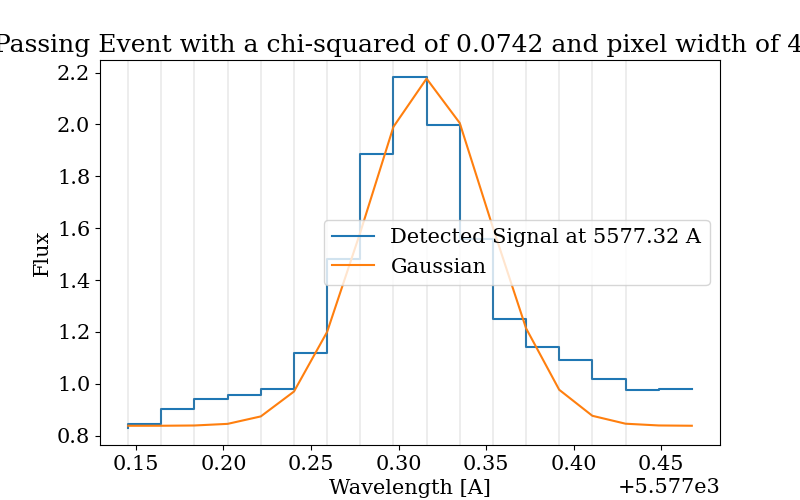 Passing Event with a chi-squared of 0.0742 and pixel width of 4
2.2
2.0
1.8
1.6
1.4
1.2
1.0
0.8
Flux
Detected Signal at 5577.32 A
Gaussian
0.15 0.20 0.25 0.30 0.35 0.40 0.45
Wavelength [A]
+5.577e3